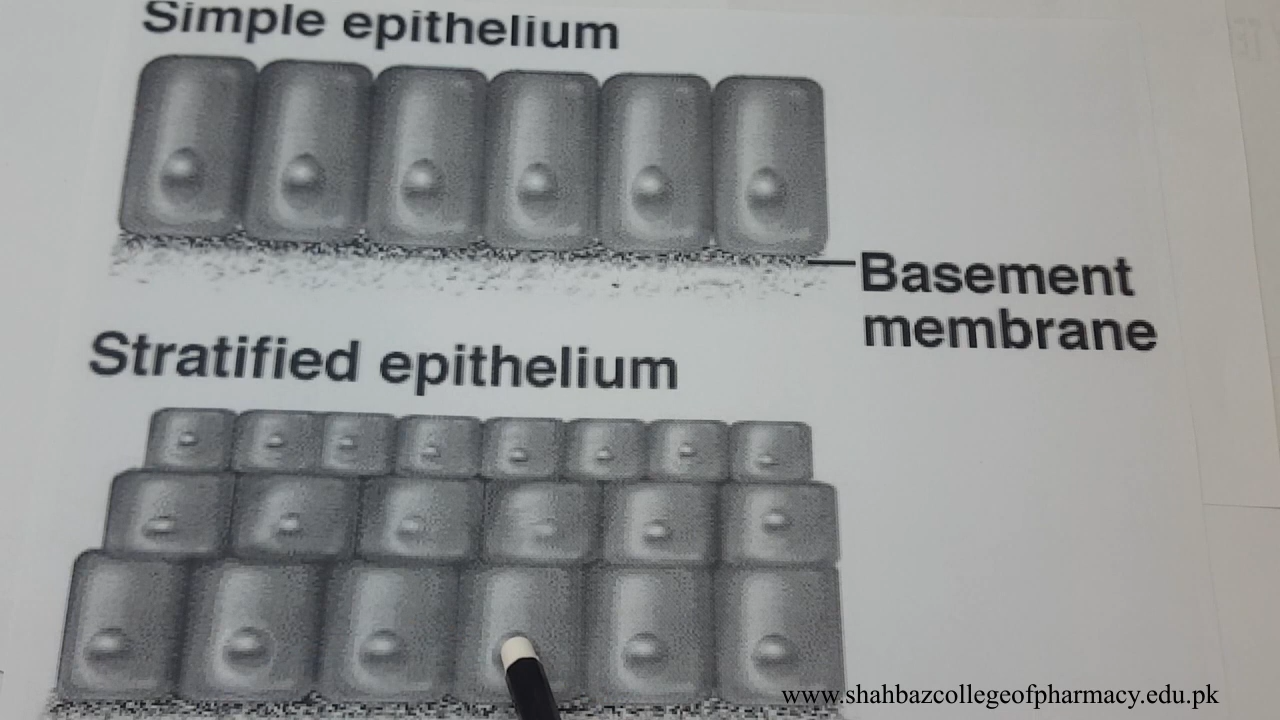 Simple epithelium
Basement
membrane
Stratified epithelium
www.shahbazcollegeofpharmacy.edu.pk